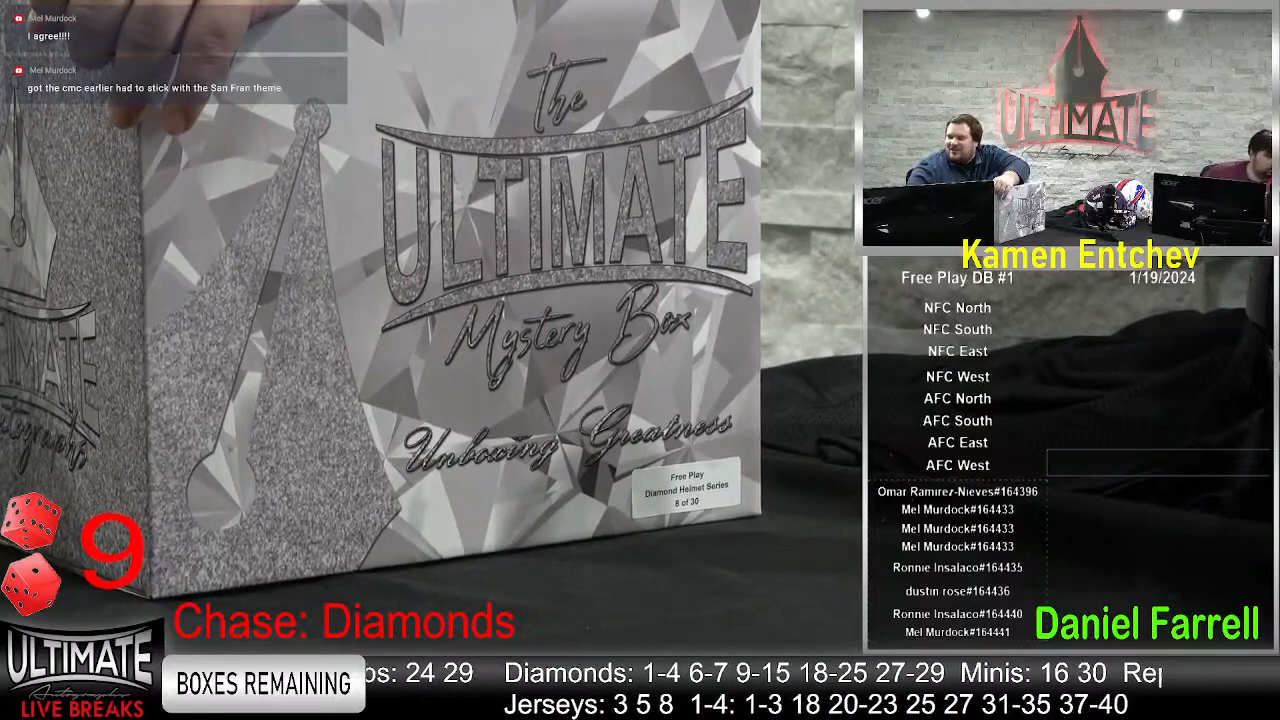 Mel Murdock
I agree!!!!
Mel Murdock
got the cmc earlier had to stick with the San Fran theme
the
ULTIMATE
Mystery Box
Unboxing Greatness
Free Play
Diamond Helmet Series
8 of 30
ULTIMATE
acer
acer
Kamen Entchev
Free Play DB #1 1/19/2024
NFC North
NFC South
NFC East
NFC West
AFC North
AFC South
AFC East
AFC West
Omar Ramirez-Nieves#164396
Mel Murdock#164433
Mel Murdock#164433
Mel Murdock#164433
Ronnie Insalaco#164435
dustin rose#164436
Ronnie Insalaco#164440
Mel Murdock#164441
Daniel Farrell
9
Chase: Diamonds
ULTIMATE
Autographs
LIVE BREAKS
BOXES REMAINING
24 29 Diamonds: 1-4 6-7 9-15 18-25 27-29 Minis: 16 30
Jerseys: 3 5 8 1-4: 1-3 18 20-23 25 27 31-35 37-40